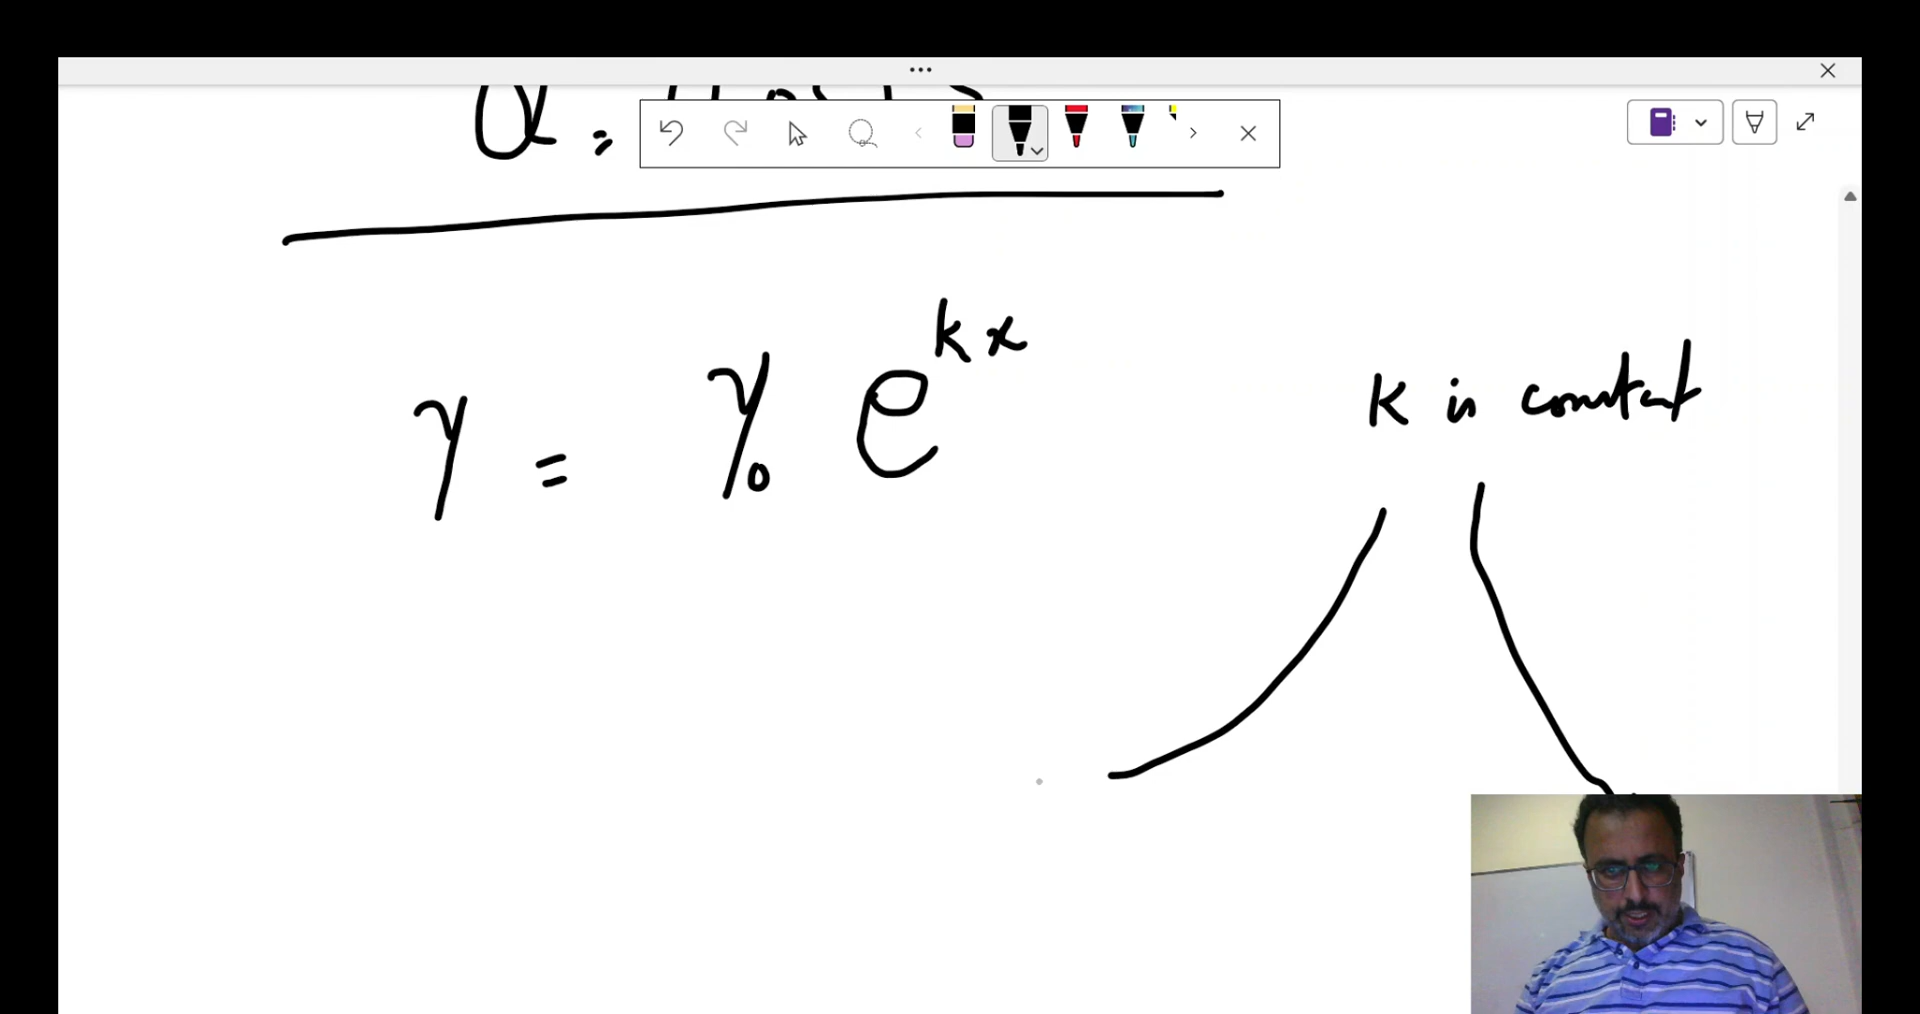 y = y₀ e^kx
K is constant